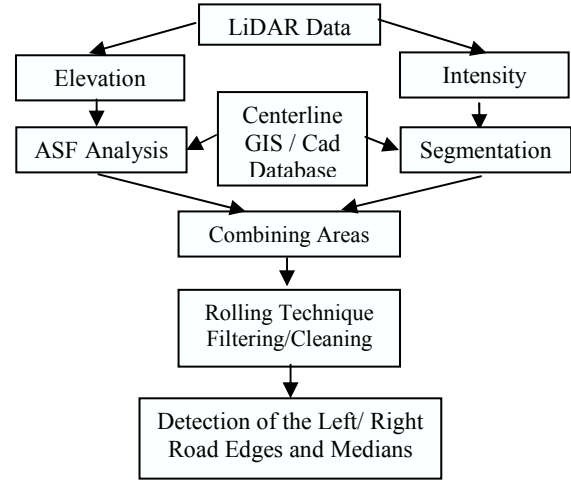 LiDAR Data
Elevation
Intensity
Centerline
GIS / Cad
Database
ASF Analysis
Segmentation
Combining Areas
Rolling Technique
Filtering/Cleaning
Detection of the Left/ Right
Road Edges and Medians